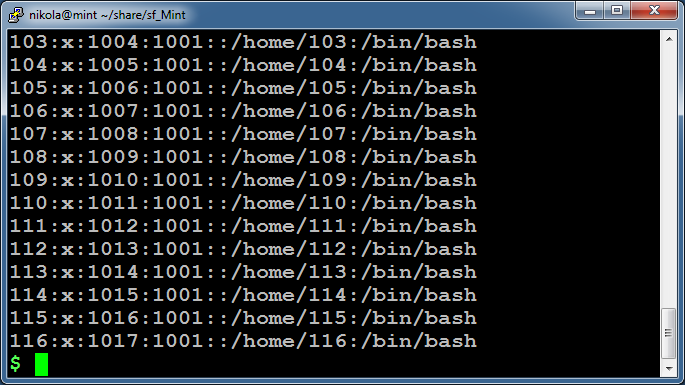 nikola@mint ~/share/sf_Mint
103:x:1004:1001::/home/103:/bin/bash
104:x:1005:1001::/home/104:/bin/bash
105:x:1006:1001::/home/105:/bin/bash
106:x:1007:1001::/home/106:/bin/bash
107:x:1008:1001::/home/107:/bin/bash
108:x:1009:1001::/home/108:/bin/bash
109:x:1010:1001::/home/109:/bin/bash
110:x:1011:1001::/home/110:/bin/bash
111:x:1012:1001::/home/111:/bin/bash
112:x:1013:1001::/home/112:/bin/bash
113:x:1014:1001::/home/113:/bin/bash
114:x:1015:1001::/home/114:/bin/bash
115:x:1016:1001::/home/115:/bin/bash
116:x:1017:1001::/home/116:/bin/bash
$